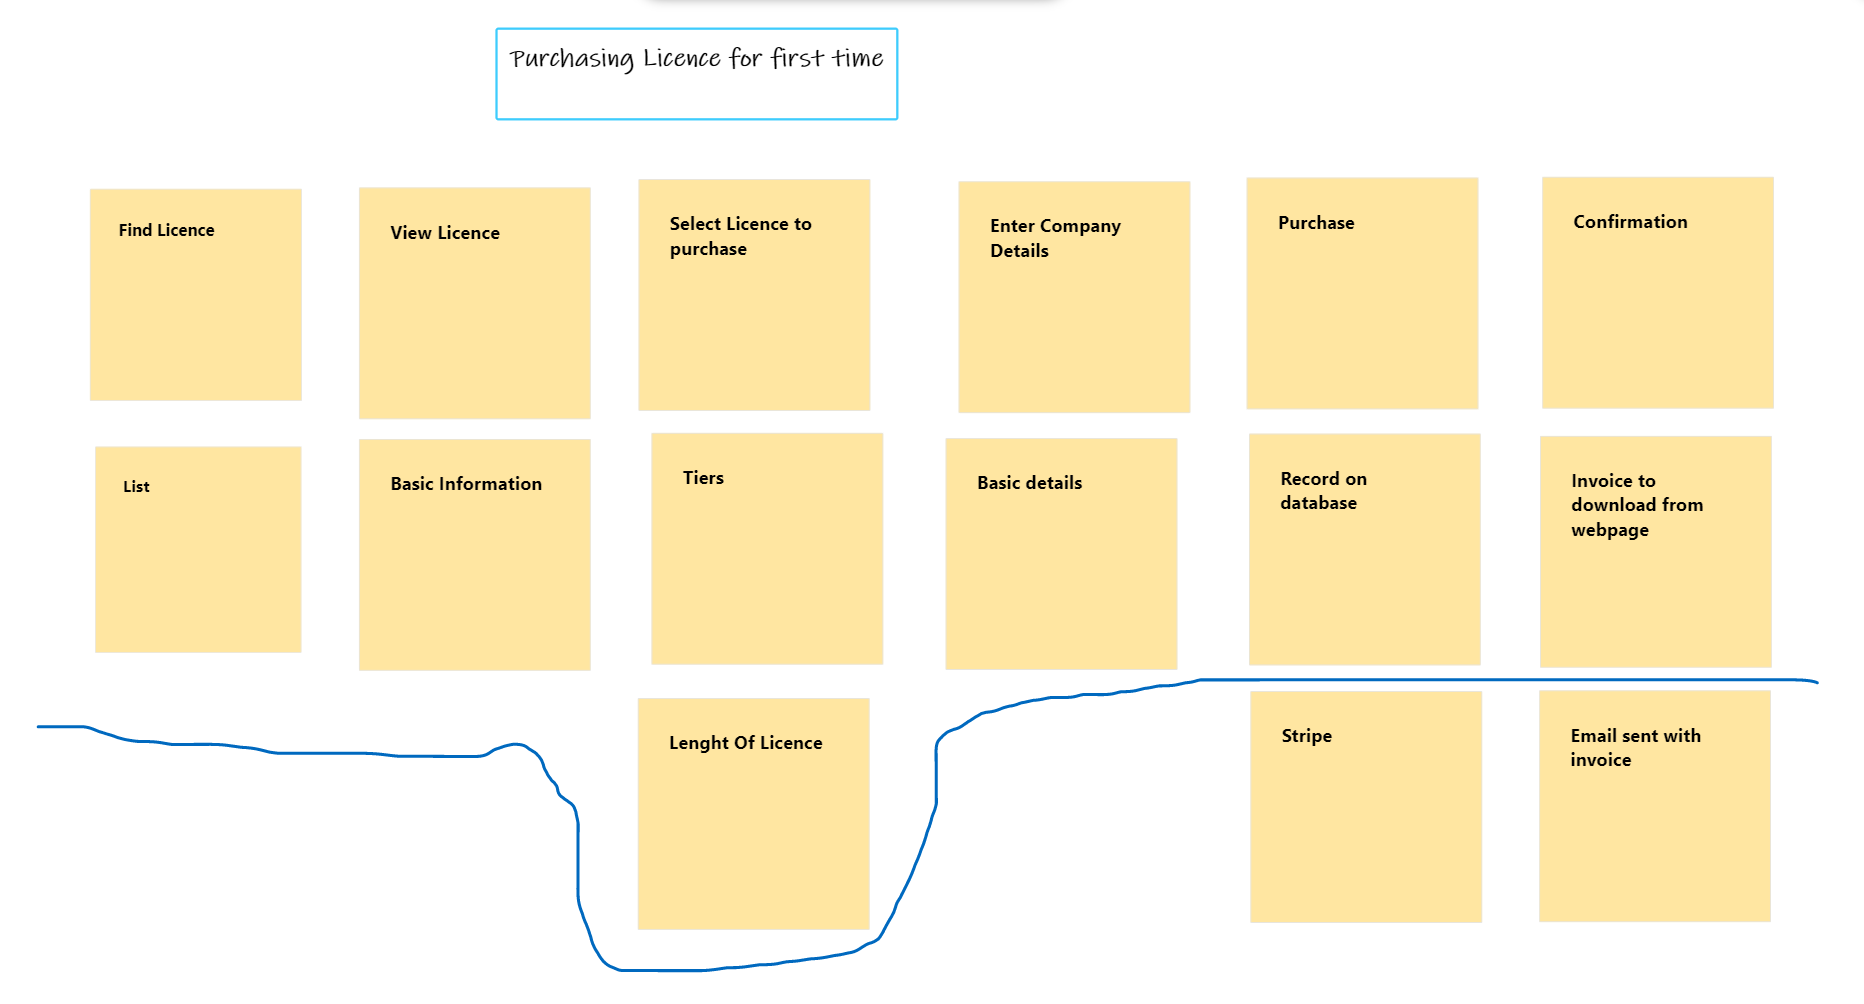 Purchasing Licence for first time
Find Licence
View Licence
Select Licence to
purchase
Enter Company
Details
Purchase
Confirmation
List
Basic Information
Tiers
Basic details
Record on
database
Invoice to
download from
webpage
Lenght Of Licence
Stripe
Email sent with
invoice